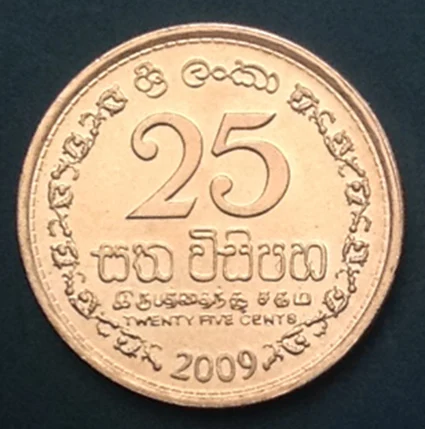 ශ්‍රී ලංකා
25
සත විසිපහ
இருபத்தைந்து சதம்
TWENTY FIVE CENTS
2009